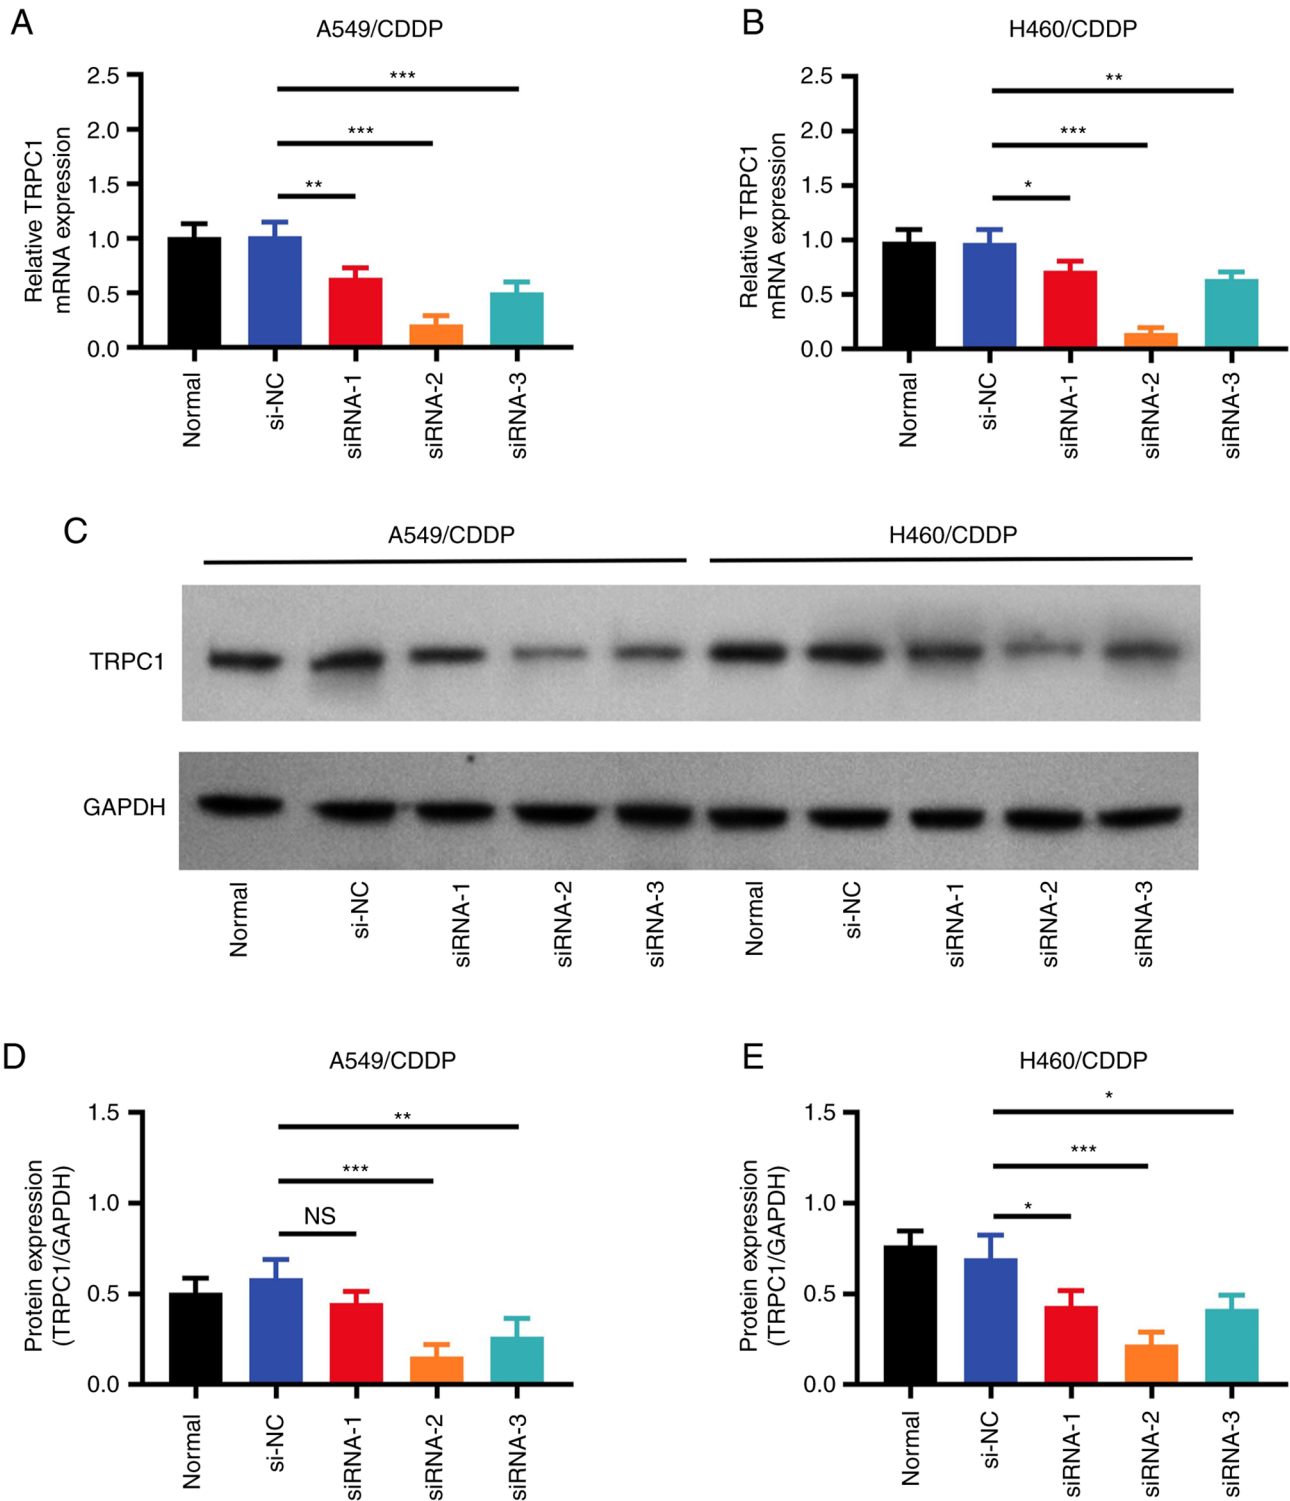 A
A549/CDDP
Relative TRPC1
mRNA expression
2.5
2.0
1.5
1.0
0.5
0.0
***
***
**
Normal
si-NC
siRNA-1
siRNA-2
siRNA-3
B
H460/CDDP
Relative TRPC1
mRNA expression
2.5
2.0
1.5
1.0
0.5
0.0
**
***
*
Normal
si-NC
siRNA-1
siRNA-2
siRNA-3
C
A549/CDDP
H460/CDDP
TRPC1
GAPDH
Normal
si-NC
siRNA-1
siRNA-2
siRNA-3
Normal
si-NC
siRNA-1
siRNA-2
siRNA-3
D
A549/CDDP
Protein expression
(TRPC1/GAPDH)
1.5
1.0
0.5
0.0
**
***
NS
Normal
si-NC
siRNA-1
siRNA-2
siRNA-3
E
H460/CDDP
Protein expression
(TRPC1/GAPDH)
1.5
1.0
0.5
0.0
*
***
*
Normal
si-NC
siRNA-1
siRNA-2
siRNA-3